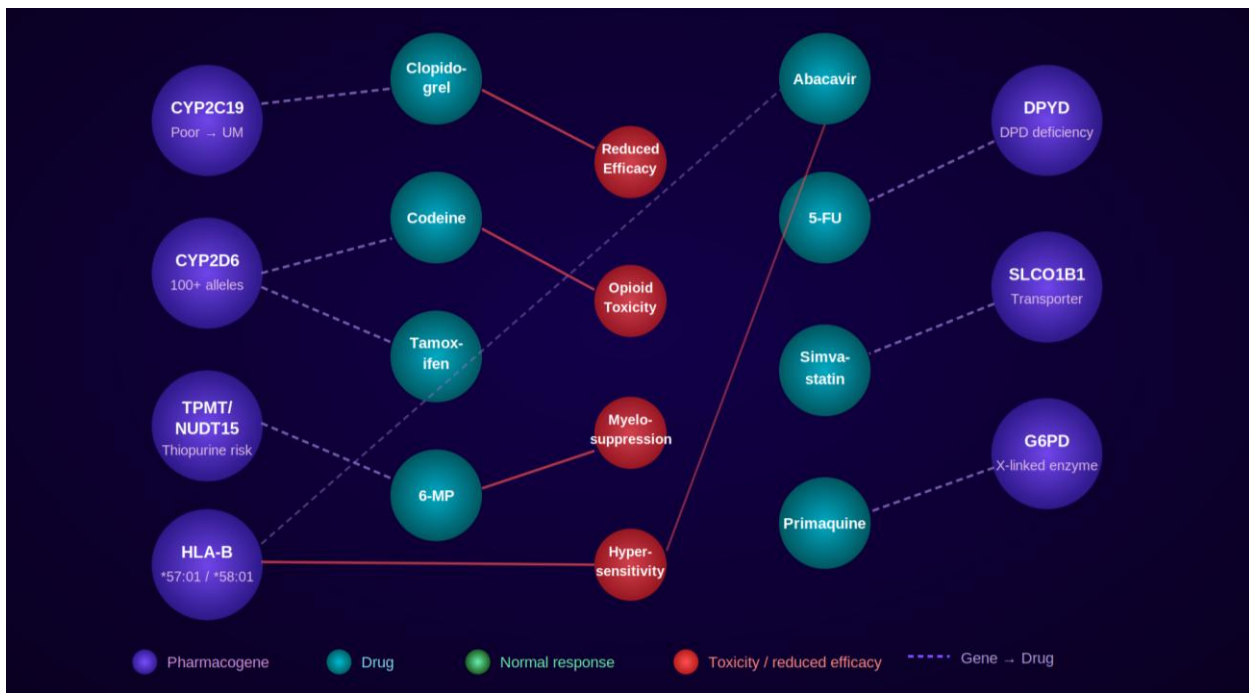 CYP2C19
Poor → UM
CYP2D6
100+ alleles
TPMT/
NUDT15
Thiopurine risk
HLA-B
*57:01 / *58:01
Clopido-
grel
Codeine
Tamox-
ifen
6-MP
Reduced
Efficacy
Opioid
Toxicity
Myelo-
suppression
Hyper-
sensitivity
Abacavir
5-FU
Simva-
statin
Primaquine
DPYD
DPD deficiency
SLCO1B1
Transporter
G6PD
X-linked enzyme
Pharmacogene
Drug
Normal response
Toxicity / reduced efficacy
Gene → Drug